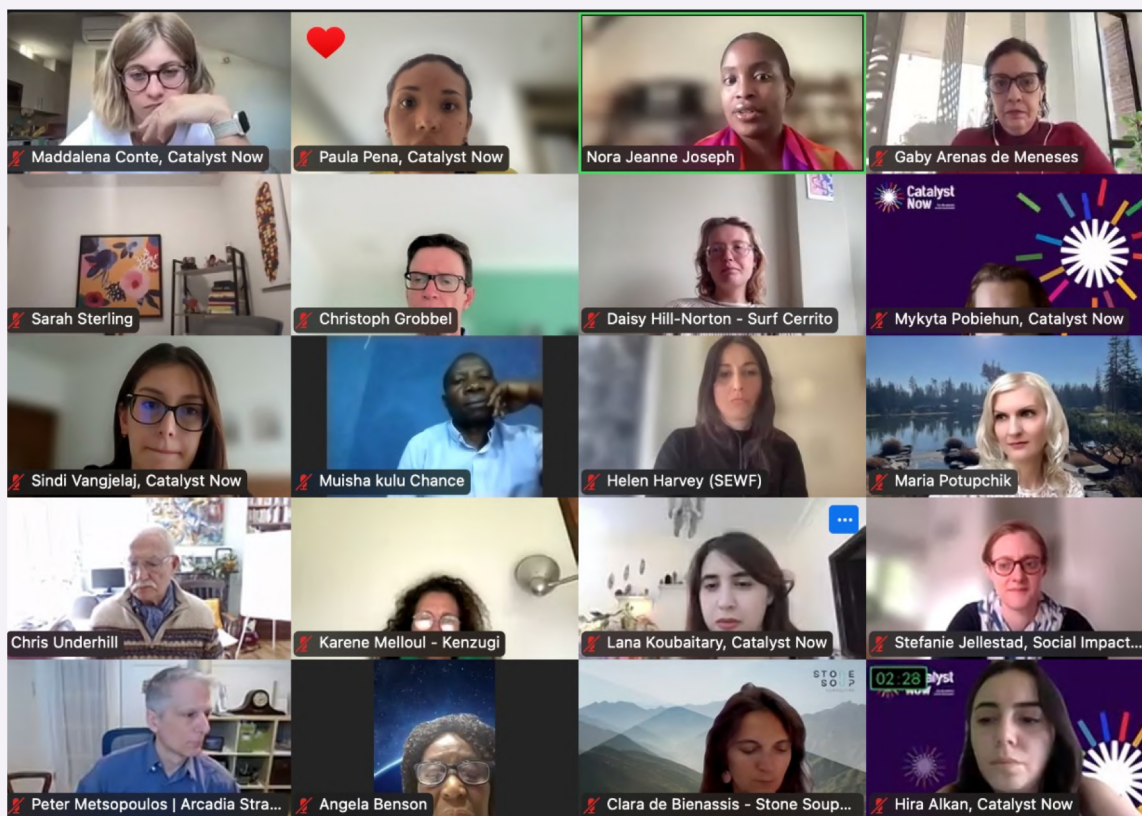 Maddalena Conte, Catalyst Now
Paula Pena, Catalyst Now
Nora Jeanne Joseph
Gaby Arenas de Meneses
Sarah Sterling
Christoph Grobbel
Daisy Hill-Norton - Surf Cerrito
Catalyst
Now
Mykyta Pobiehun, Catalyst Now
Sindi Vangjelaj, Catalyst Now
Muisha kulu Chance
Helen Harvey (SEWF)
Maria Potupchik
Chris Underhill
Karene Melloul - Kenzugi
Lana Koubaitary, Catalyst Now
Stefanie Jellestad, Social Impact...
Peter Metsopoulos | Arcadia Stra...
Angela Benson
STONE
SOUP
Clara de Bienassis - Stone Soup...
02:28
Hira Alkan, Catalyst Now